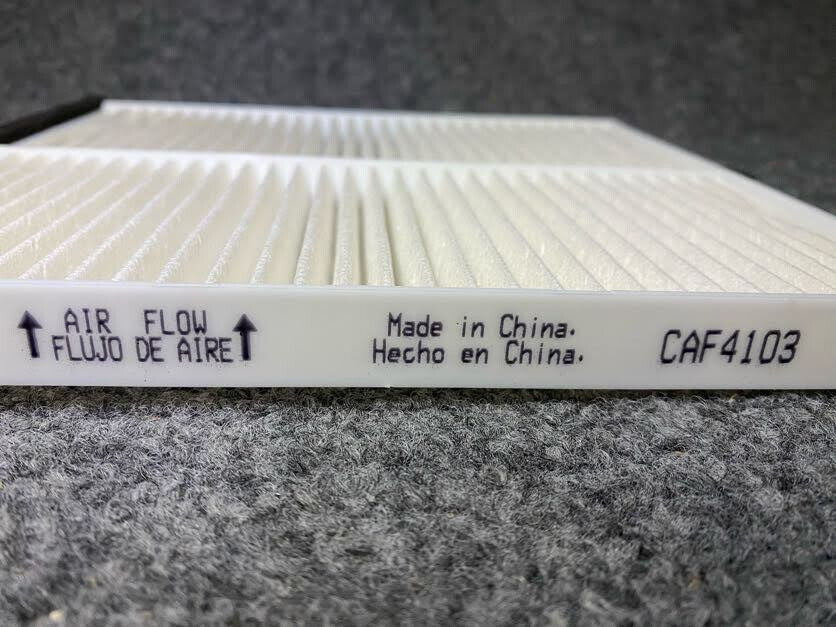 ↑ AIR FLOW ↑
FLUJO DE AIRE
Made in China.
Hecho en China.
CAF4103